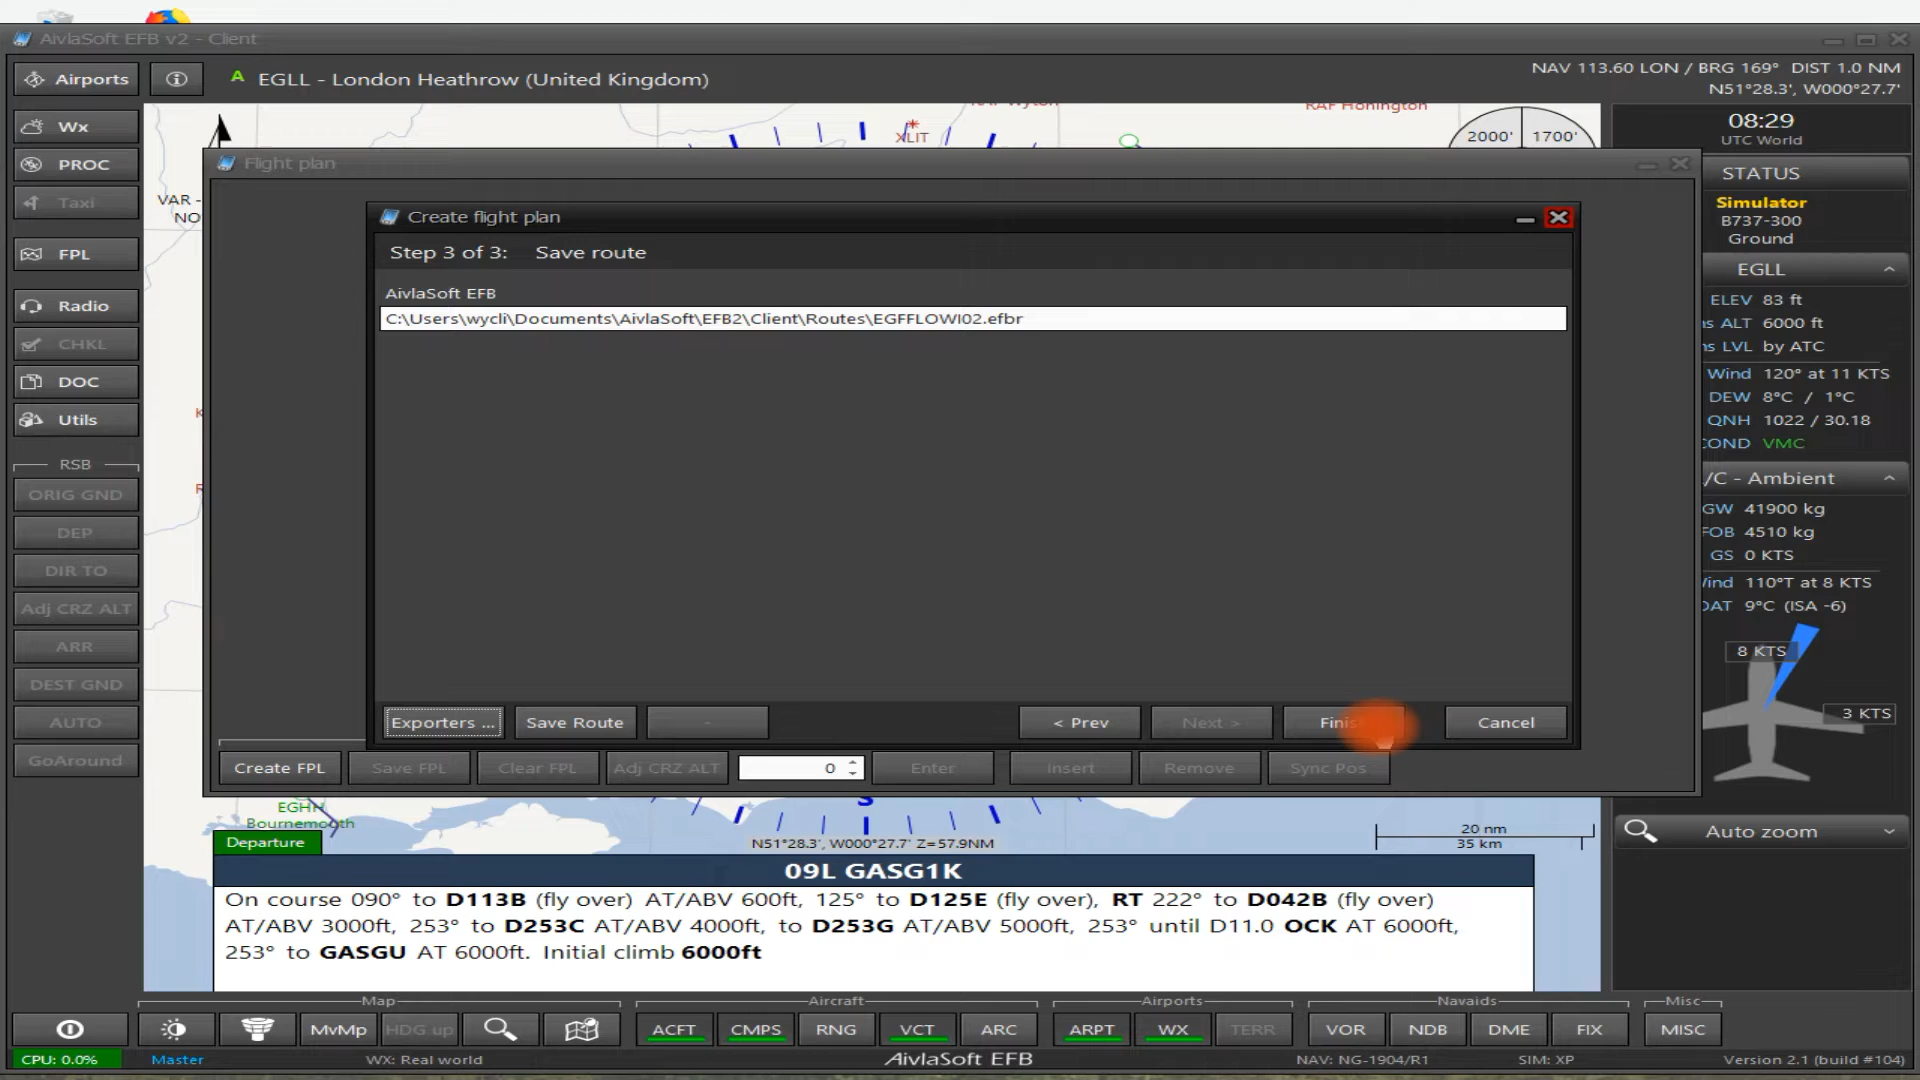 AivlaSoft EFB v2 - Client
Airports
A EGLL - London Heathrow (United Kingdom)
NAV 113.60 LON / BRG 169° DIST 1.0 NM
N51°28.3', W000°27.7'
Wx
PROC
Taxi
FPL
Radio
CHKL
DOC
Utils
RSB
ORIG GND
DEP
DIR TO
Adj CRZ ALT
ARR
DEST GND
AUTO
GoAround
XLIT
RAF Honington
2000' 1700'
VAR -
NO
Flight plan
Create flight plan
Step 3 of 3: Save route
AivlaSoft EFB
C:\Users\wycli\Documents\AivlaSoft\EFB2\Client\Routes\EGFFLOWI02.efbr
Exporters ...
Save Route
-
< Prev
Next >
Finis
Cancel
Create FPL
Save FPL
Clear FPL
Adj CRZ ALT
0
Enter
Insert
Remove
Sync Pos
08:29
UTC World
STATUS
Simulator
B737-300
Ground
EGLL
ELEV 83 ft
ns ALT 6000 ft
ns LVL by ATC
Wind 120° at 11 KTS
DEW 8°C / 1°C
QNH 1022 / 30.18
COND VMC
/C - Ambient
GW 41900 kg
FOB 4510 kg
GS 0 KTS
Wind 110°T at 8 KTS
OAT 9°C (ISA -6)
8 KTS
3 KTS
Auto zoom
EGHH
Bournemouth
S
N51°28.3', W000°27.7' Z=57.9NM
20 nm
35 km
Departure
09L GASG1K
On course 090° to D113B (fly over) AT/ABV 600ft, 125° to D125E (fly over), RT 222° to D042B (fly over)
AT/ABV 3000ft, 253° to D253C AT/ABV 4000ft, to D253G AT/ABV 5000ft, 253° until D11.0 OCK AT 6000ft,
253° to GASGU AT 6000ft. Initial climb 6000ft
Map
Aircraft
Airports
Navaids
Misc
MvMp
HDG up
ACFT
CMPS
RNG
VCT
ARC
ARPT
WX
TERR
VOR
NDB
DME
FIX
MISC
CPU: 0.0%
Master
WX: Real world
AivlaSoft EFB
NAV: NG-1904/R1
SIM: XP
Version 2.1 (build #104)